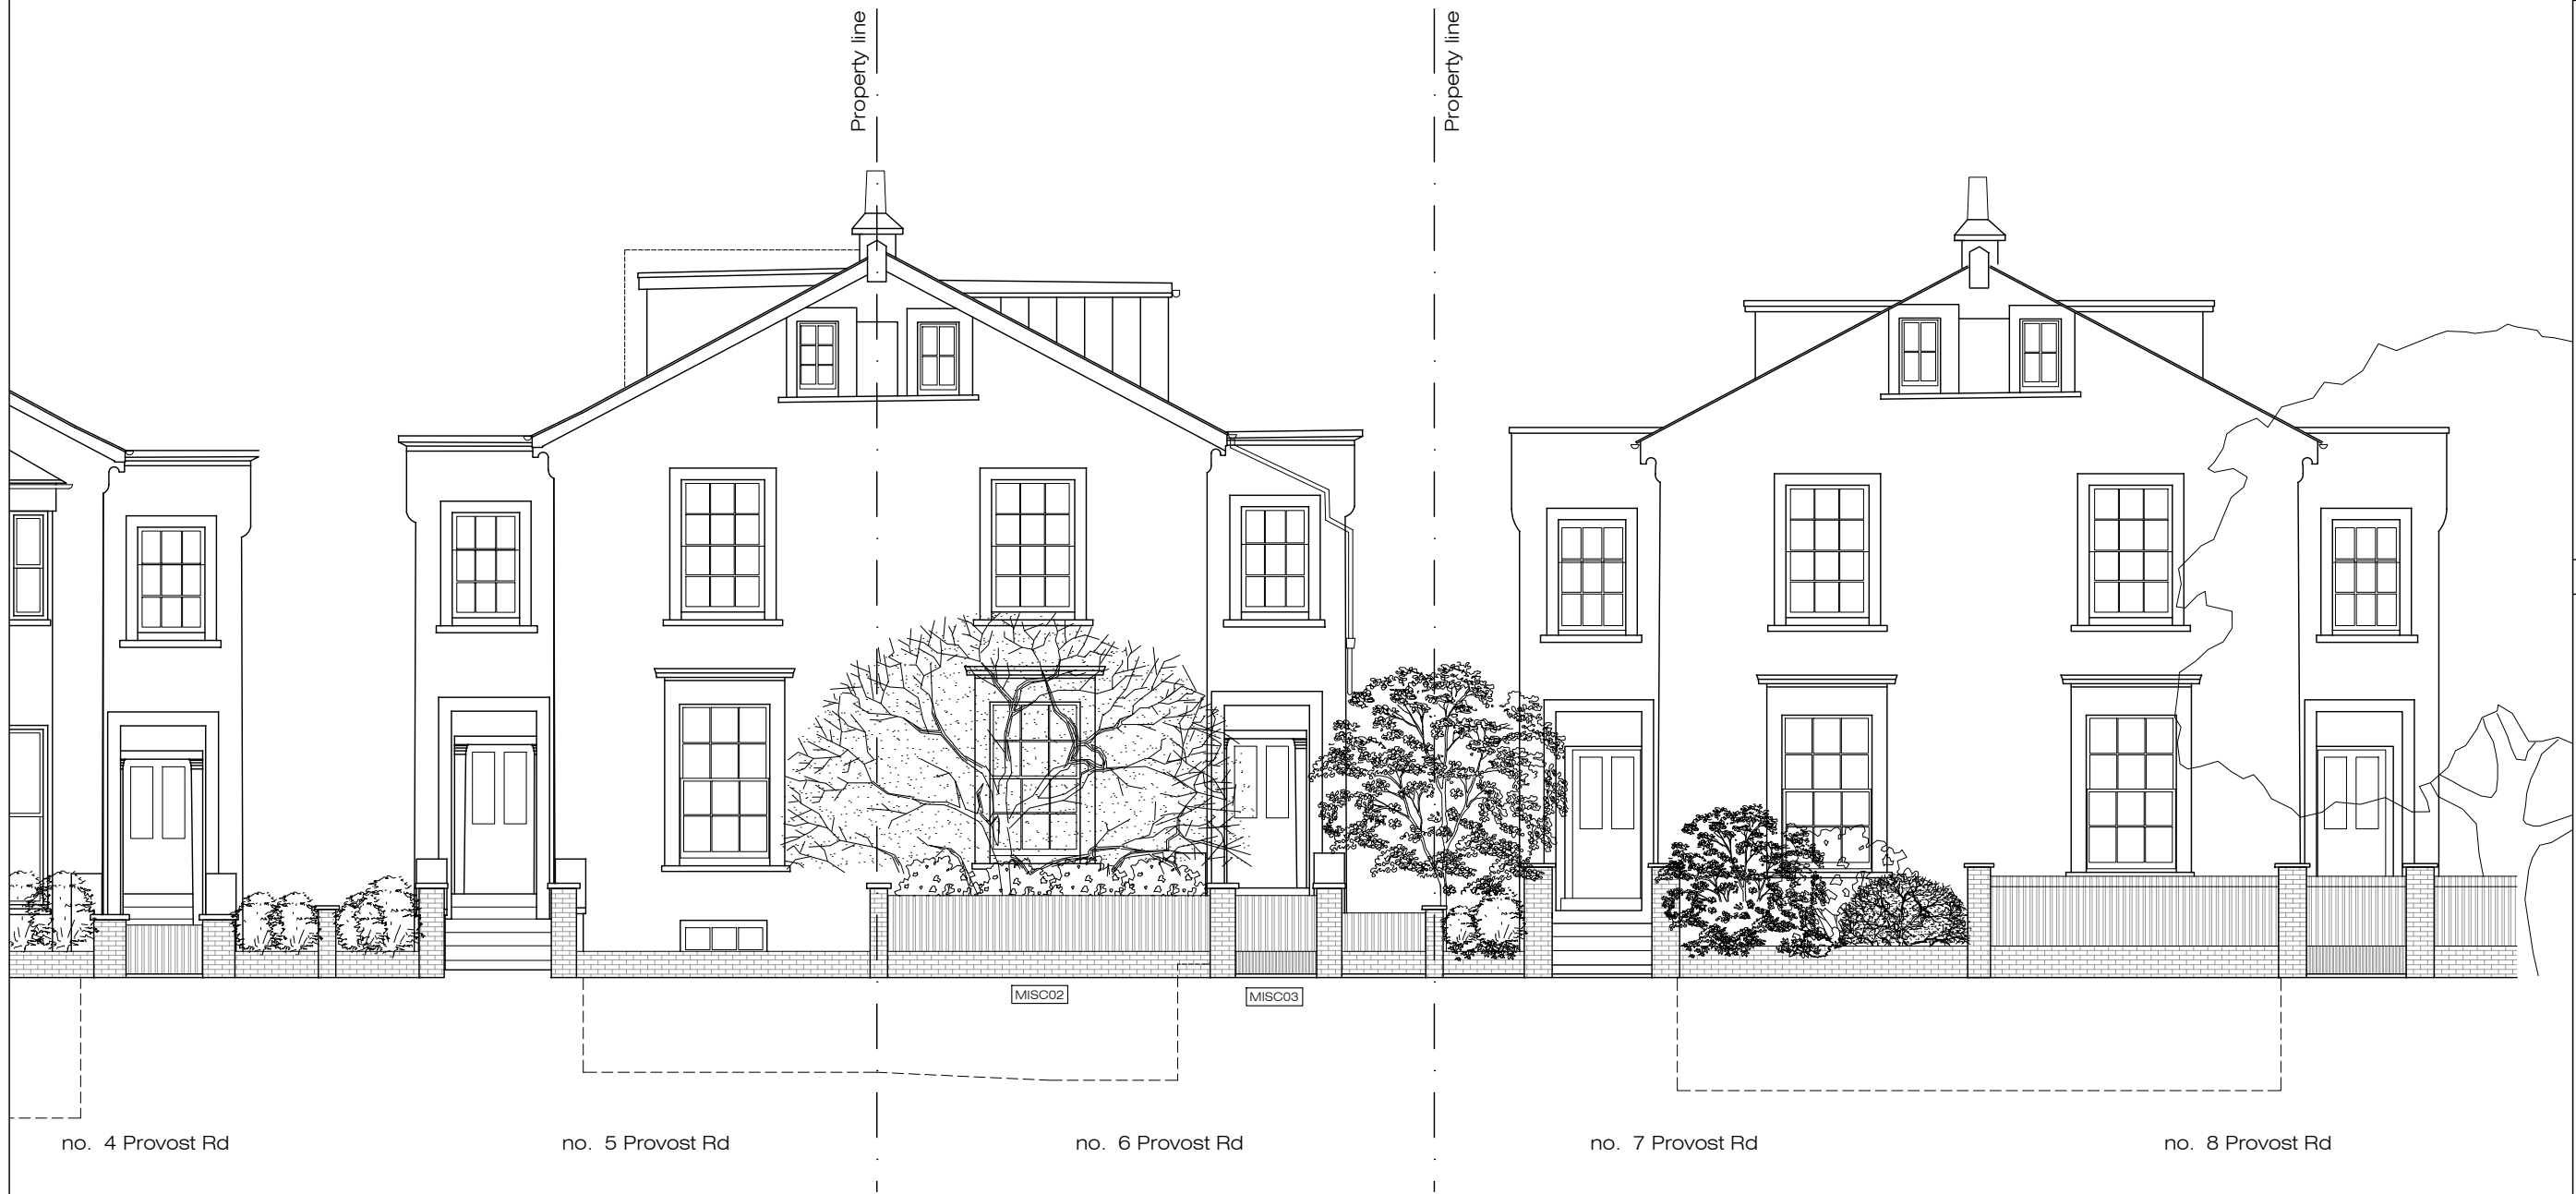 Property line
Property line
MISC02
MISC03
no. 4 Provost Rd
no. 5 Provost Rd
no. 6 Provost Rd
no. 7 Provost Rd
no. 8 Provost Rd